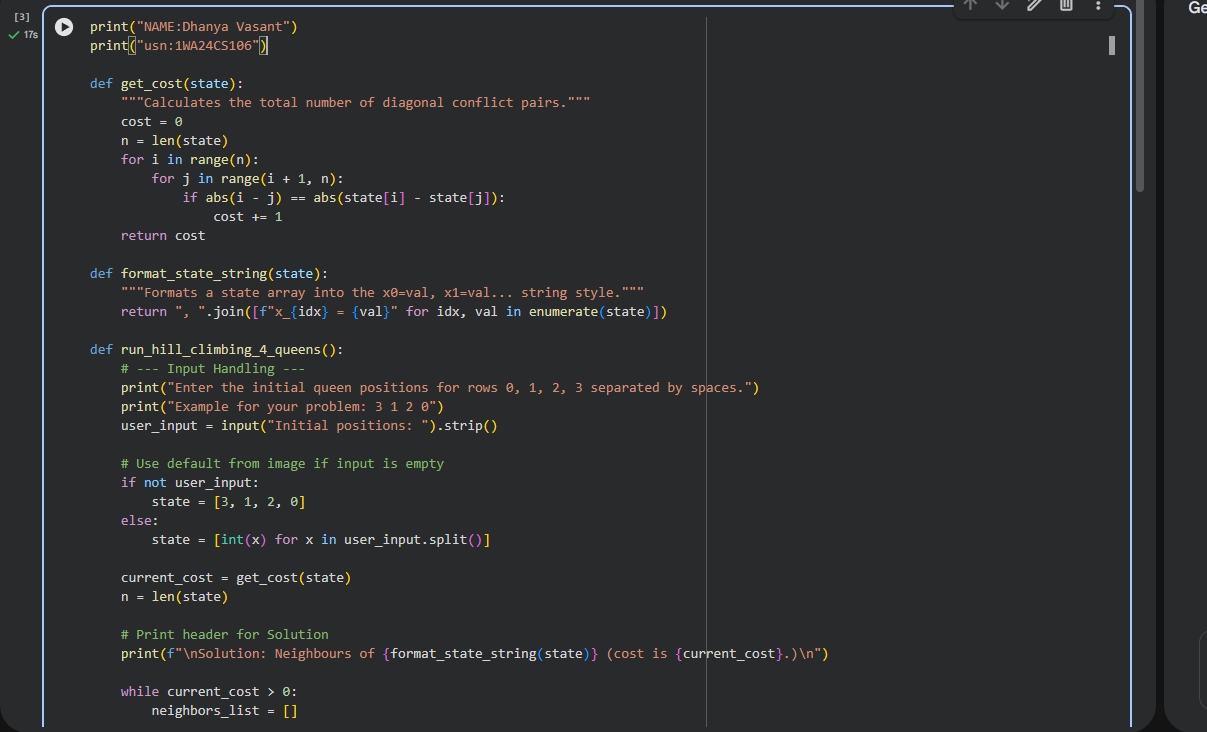 [3]
17s
Ge
print("NAME:Dhanya Vasant")
print("usn:1WA24CS106")

def get_cost(state):
    """Calculates the total number of diagonal conflict pairs."""
    cost = 0
    n = len(state)
    for i in range(n):
        for j in range(i + 1, n):
            if abs(i - j) == abs(state[i] - state[j]):
                cost += 1
    return cost

def format_state_string(state):
    """Formats a state array into the x0=val, x1=val... string style."""
    return ", ".join([f"x_{idx} = {val}" for idx, val in enumerate(state)])

def run_hill_climbing_4_queens():
    # --- Input Handling ---
    print("Enter the initial queen positions for rows 0, 1, 2, 3 separated by spaces.")
    print("Example for your problem: 3 1 2 0")
    user_input = input("Initial positions: ").strip()

    # Use default from image if input is empty
    if not user_input:
        state = [3, 1, 2, 0]
    else:
        state = [int(x) for x in user_input.split()]

    current_cost = get_cost(state)
    n = len(state)

    # Print header for Solution
    print(f"\nSolution: Neighbours of {format_state_string(state)} (cost is {current_cost}.)\n")

    while current_cost > 0:
        neighbors_list = []